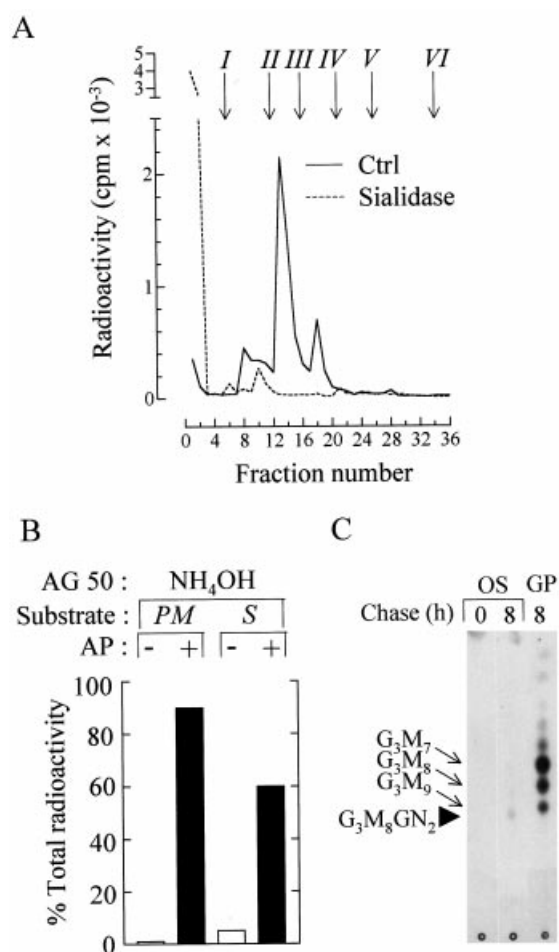 A
5
4
3
I II III IV V VI
2
Ctrl
Sialidase
1
0
Radioactivity (cpm x 10⁻³)
0 4 8 12 16 20 24 28 32 36
Fraction number
B
AG 50 : NH₄OH
Substrate : PM S
AP : - + - +
100
80
60
40
20
0
% Total radioactivity
C
OS GP
Chase (h) 0 8 8
G₃M₇
G₃M₈
G₃M₉
G₃M₈GN₂